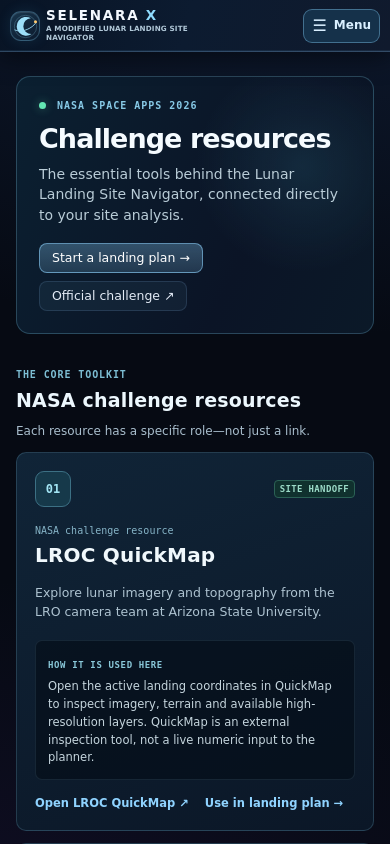 SELENARA X
A MODIFIED LUNAR LANDING SITE
NAVIGATOR
☰ Menu
NASA SPACE APPS 2026
Challenge resources
The essential tools behind the Lunar
Landing Site Navigator, connected directly
to your site analysis.
Start a landing plan →
Official challenge ↗
THE CORE TOOLKIT
NASA challenge resources
Each resource has a specific role—not just a link.
01
SITE HANDOFF
NASA challenge resource
LROC QuickMap
Explore lunar imagery and topography from the
LRO camera team at Arizona State University.
HOW IT IS USED HERE
Open the active landing coordinates in QuickMap
to inspect imagery, terrain and available high-
resolution layers. QuickMap is an external
inspection tool, not a live numeric input to the
planner.
Open LROC QuickMap ↗ Use in landing plan →